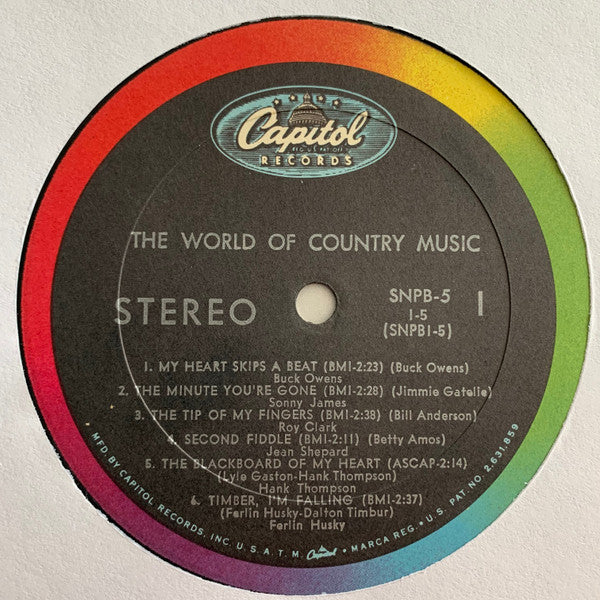 Capitol
RECORDS
THE WORLD OF COUNTRY MUSIC
STEREO
SNPB-5
1-5
(SNPB1-5)
1
1. MY HEART SKIPS A BEAT (BMI-2:23) (Buck Owens)
Buck Owens
2. THE MINUTE YOU'RE GONE (BMI-2:28) (Jimmie Gatelie)
Sonny James
3. THE TIP OF MY FINGERS (BMI-2:38) (Bill Anderson)
Roy Clark
4. SECOND FIDDLE (BMI-2:11) (Betty Amos)
Jean Shepard
5. THE BLACKBOARD OF MY HEART (ASCAP-2:14)
(Lyle Gaston-Hank Thompson)
Hank Thompson
6. TIMBER, I'M FALLING (BMI-2:37)
(Ferlin Husky-Dalton Timbur)
Ferlin Husky
MFD. BY CAPITOL RECORDS, INC. U.S.A. T.M. Capitol • MARCA REG. • U.S. PAT. NO. 2,631,859